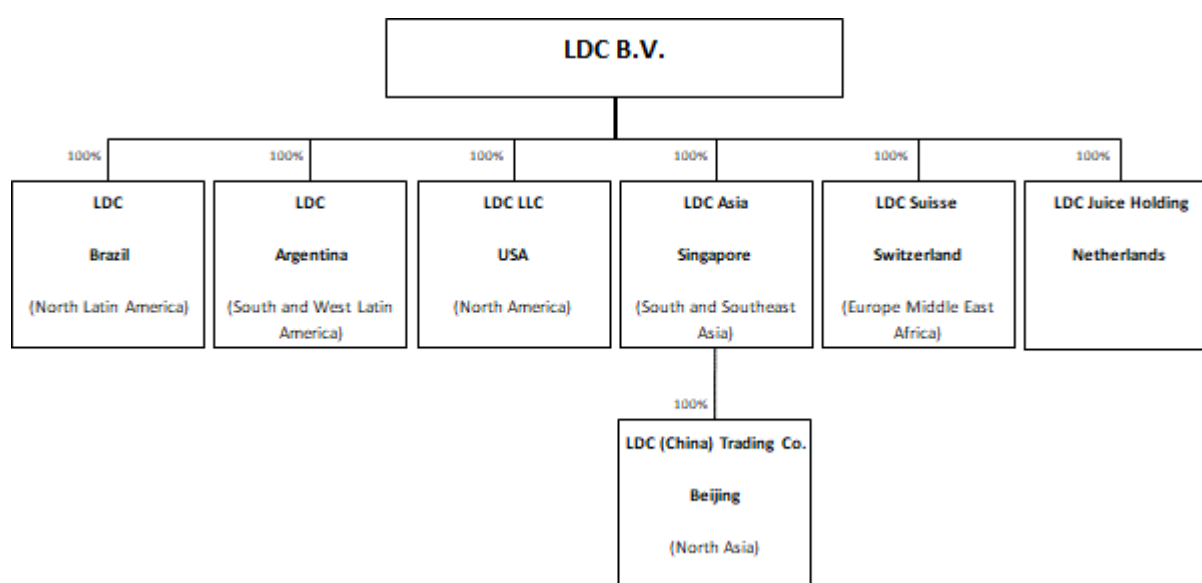 LDC B.V.
100%
100%
100%
100%
100%
100%
LDC
Brazil
(North Latin America)
LDC
Argentina
(South and West Latin
America)
LDC LLC
USA
(North America)
LDC Asia
Singapore
(South and Southeast
Asia)
LDC Suisse
Switzerland
(Europe Middle East
Africa)
LDC Juice Holding
Netherlands
100%
LDC (China) Trading Co.
Beijing
(North Asia)